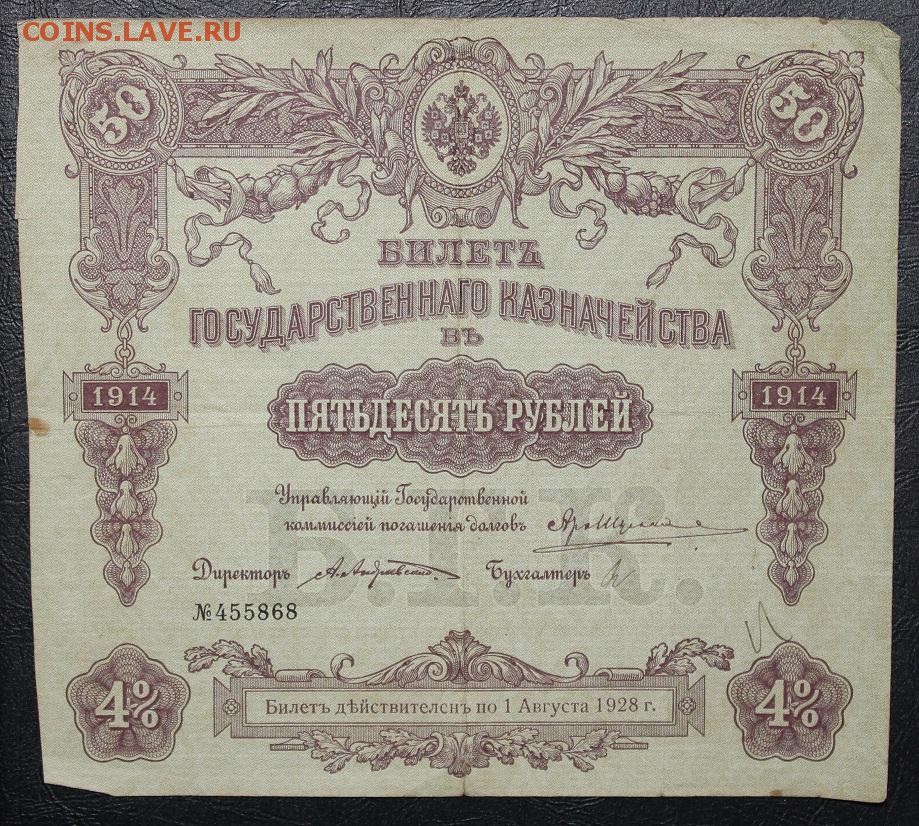 COINS.LAVE.RU
50 50
БИЛЕТЪ
ГОСУДАРСТВЕННАГО КАЗНАЧЕЙСТВА
ВЪ
1914 1914
ПЯТЬДЕСЯТЪ РУБЛЕЙ
Управляющій Государственной
коммиссіей погашенія долговъ
Б.Г.К.
Директоръ Бухгалтеръ
№455868
4% 4%
Билетъ дѣйствителенъ по 1 Августа 1928 г.